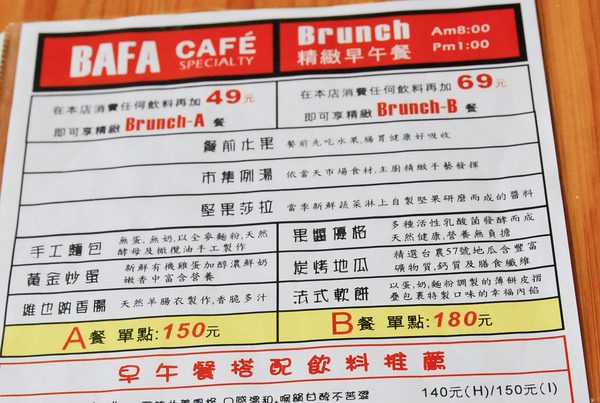 BAFA CAFÉ
SPECIALTY
Brunch Am8:00
精緻早午餐 Pm1:00
在本店消費任何飲料再加 49元
即可享精緻 Brunch-A 餐
在本店消費任何飲料再加 69元
即可享精緻 Brunch-B 餐
餐前水果 餐前先吃水果,腸胃健康好吸收
市集例湯 依當天市場食材,主廚精緻手藝發揮
堅果莎拉 當季新鮮蔬菜淋上自製堅果研磨而成的醬料
手工麵包 無蛋,無奶,以全麥麵粉,天然
酵母及橄欖油手工製作
黃金炒蛋 新鮮有機雞蛋加醇濃鮮奶
嫩香中富含營養
維也納香腸 天然羊腸衣製作,香脆多汁
A餐 單點:150元
果醬優格 多種活性乳酸菌發酵而成
天然健康,營養無負擔
炭烤地瓜 精選台農57號地瓜含豐富
礦物質,鈣質及膳食纖維
法式軟餅 以蛋,奶,麵粉調製的薄餅皮摺
疊包裹特製口味的幸福內餡
B餐 單點:180元
早午餐搭配飲料推薦
口感溫和,喉韻甘醇不苦澀 140元(H)/150元(I)